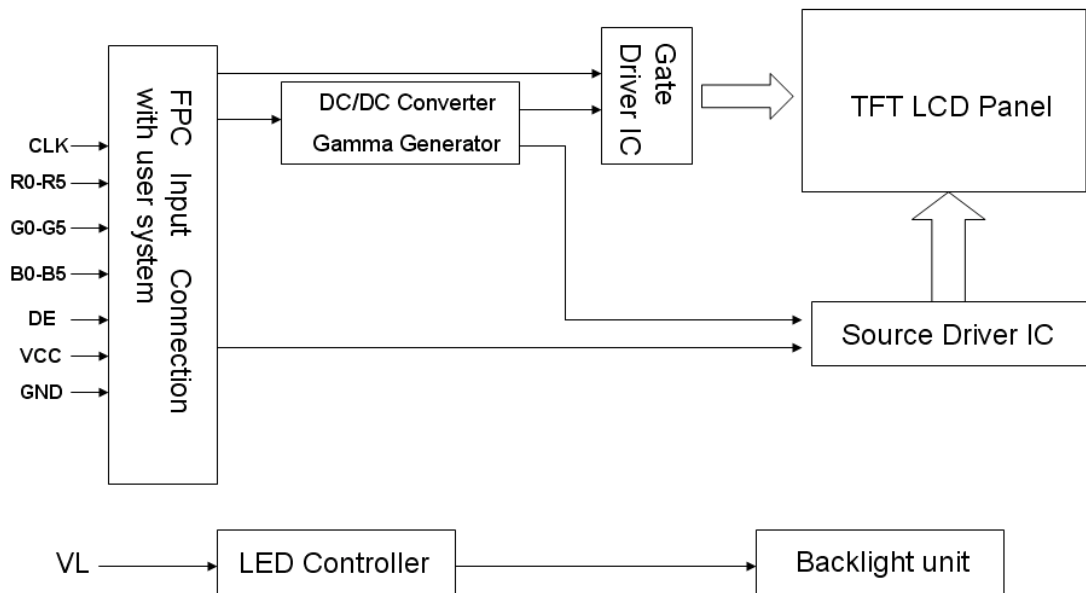 CLK
R0-R5
G0-G5
B0-B5
DE
VCC
GND
FPC Input Connection
with user system
DC/DC Converter
Gamma Generator
Gate
Driver IC
TFT LCD Panel
Source Driver IC
VL
LED Controller
Backlight unit